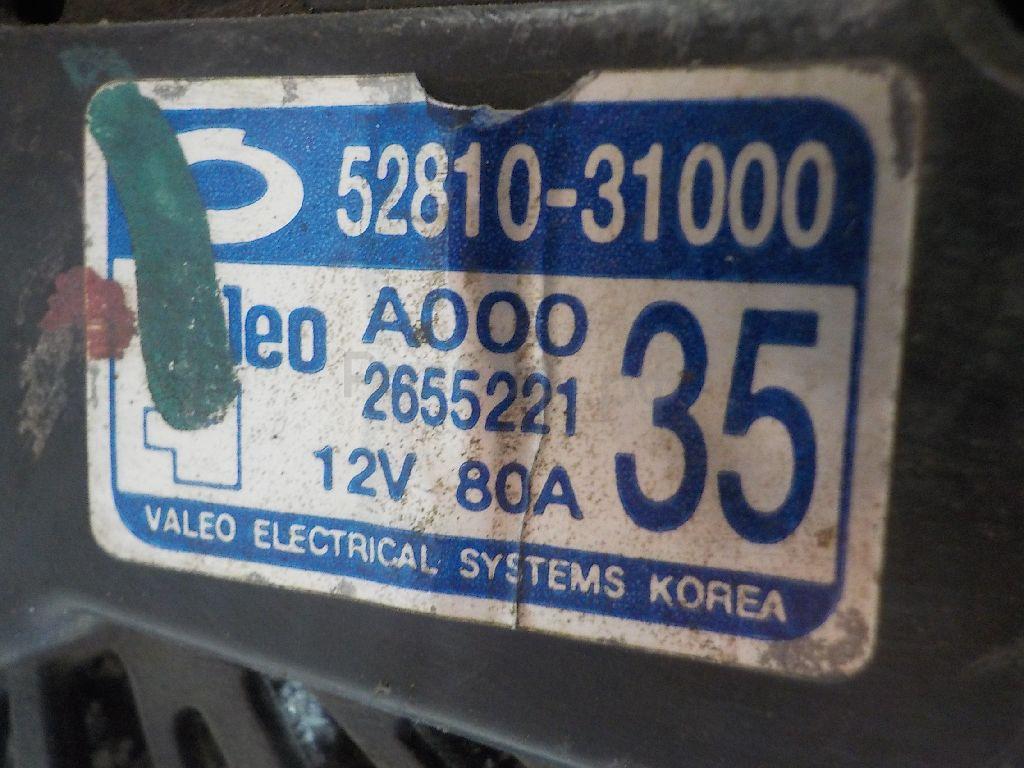 52810-31000
leo A000
35
2655221
12V 80A
VALEO ELECTRICAL SYSTEMS KOREA